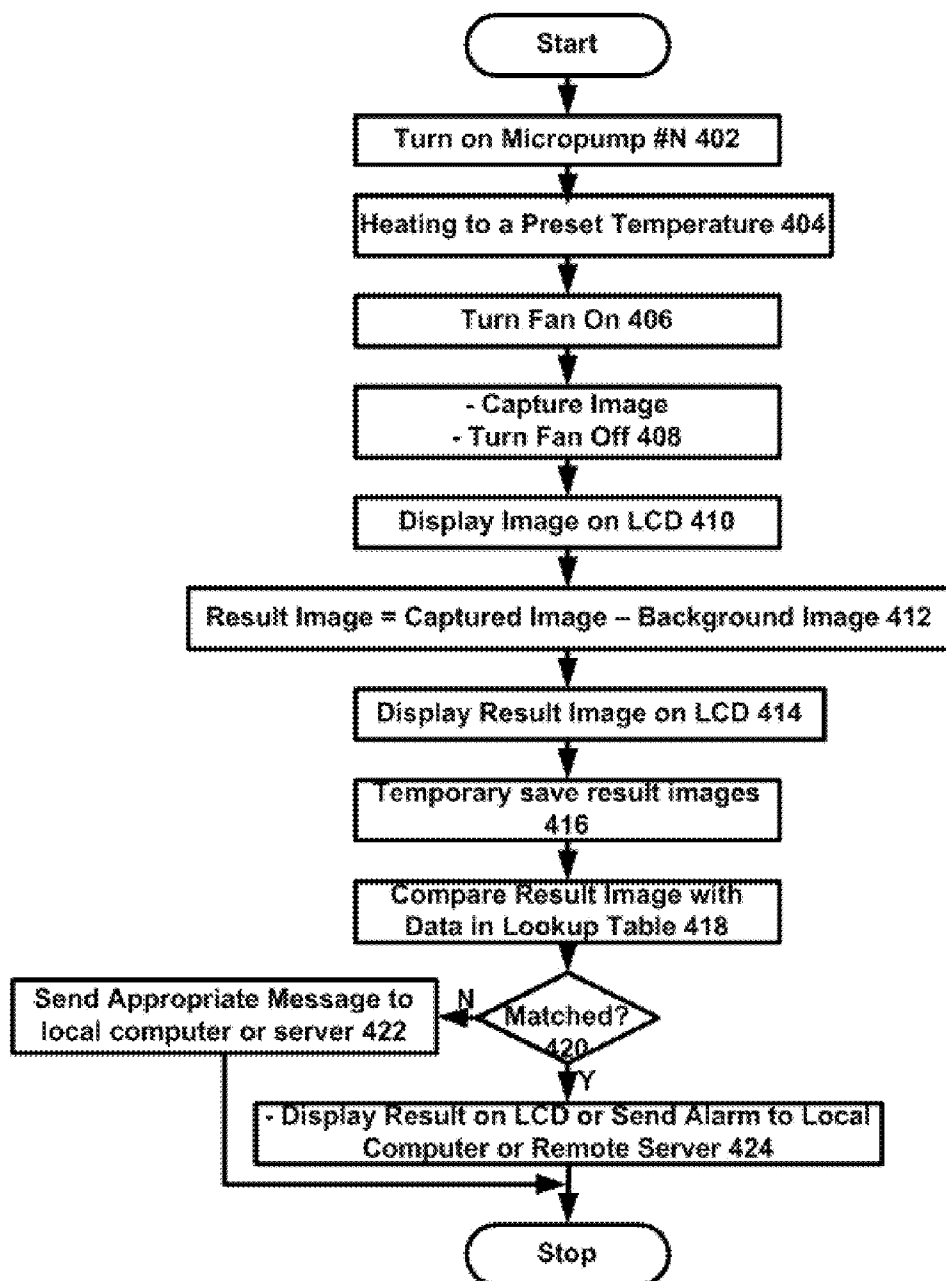 Start
Turn on Micropump #N 402
Heating to a Preset Temperature 404
Turn Fan On 406
- Capture Image
- Turn Fan Off 408
Display Image on LCD 410
Result Image = Captured Image – Background Image 412
Display Result Image on LCD 414
Temporary save result images
416
Compare Result Image with
Data in Lookup Table 418
Matched?
420
N
Send Appropriate Message to
local computer or server 422
Y
- Display Result on LCD or Send Alarm to Local
Computer or Remote Server 424
Stop